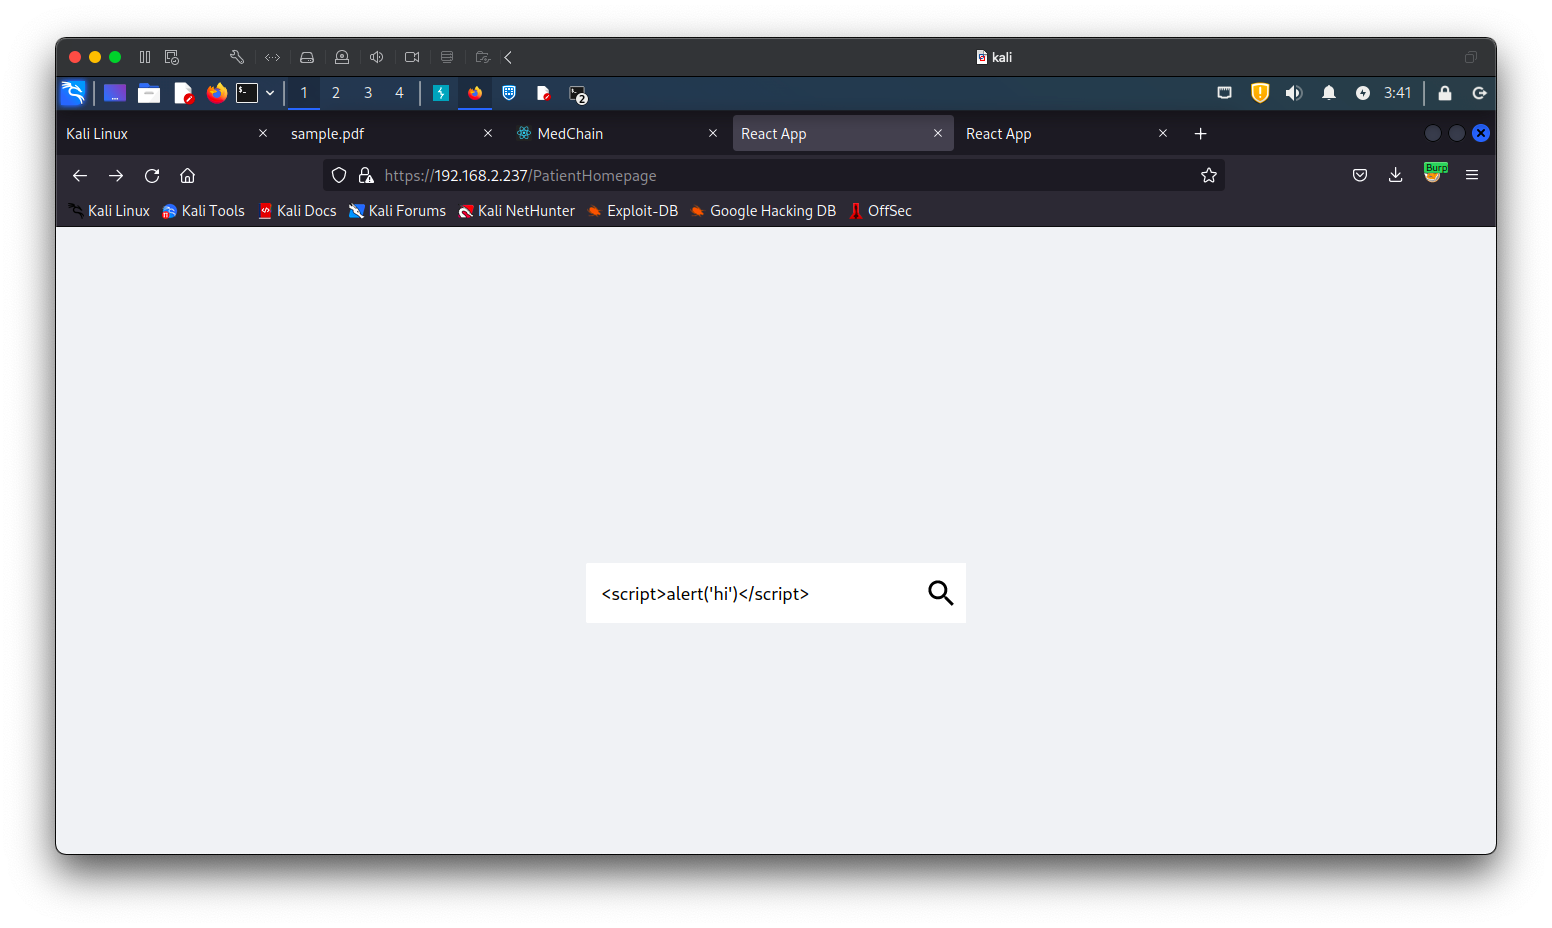 kali
1 2 3 4 2 3:41
Kali Linux sample.pdf MedChain React App React App
https://192.168.2.237/PatientHomepage Burp
Kali Linux Kali Tools Kali Docs Kali Forums Kali NetHunter Exploit-DB Google Hacking DB OffSec
<script>alert('hi')</script>